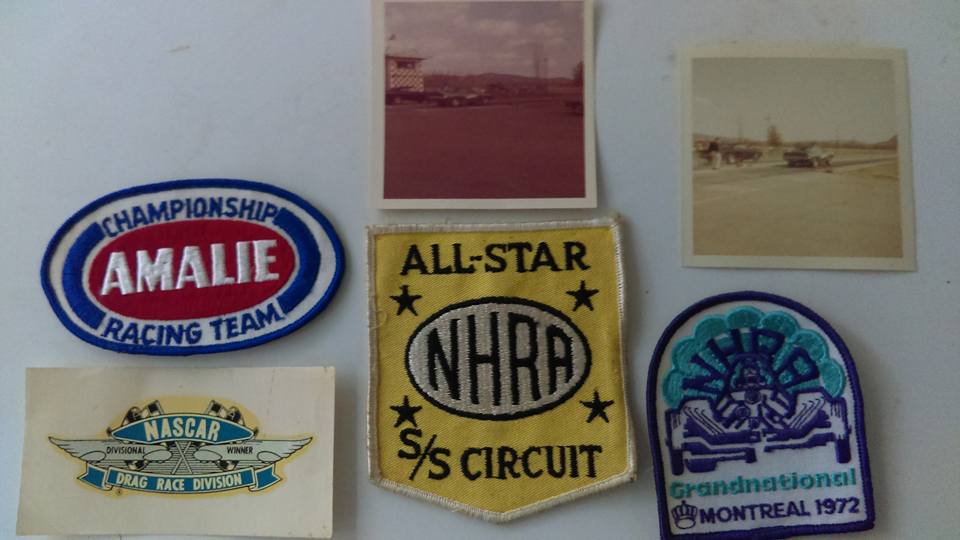 CHAMPIONSHIP
AMALIE
RACING TEAM
NASCAR
DIVISIONAL WINNER
DRAG RACE DIVISION
®
ALL-STAR
NHRA
S/S CIRCUIT
NHRA
Grandnational
MONTREAL 1972